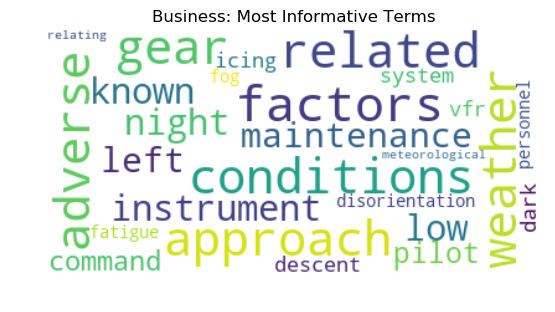 Business: Most Informative Terms
relating
gear
icing
related
adverse
known
fog
system
factors
night
vfr
weather
personnel
maintenance
left
meteorological
conditions
dark
instrument
disorientation
fatigue
approach
low
command
descent
pilot